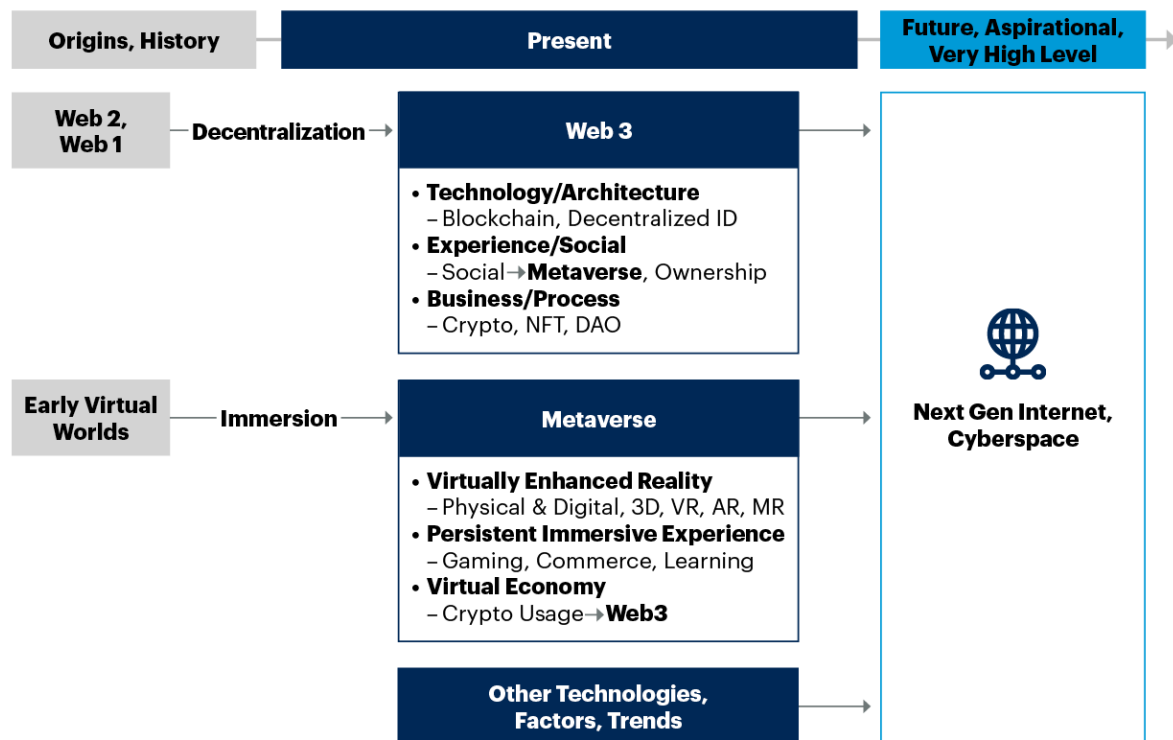 Origins, History
Present
Future, Aspirational,
Very High Level
Web 2,
Web 1
Decentralization
Web 3
• Technology/Architecture
– Blockchain, Decentralized ID
• Experience/Social
– Social→Metaverse, Ownership
• Business/Process
– Crypto, NFT, DAO
Early Virtual
Worlds
Immersion
Metaverse
• Virtually Enhanced Reality
– Physical & Digital, 3D, VR, AR, MR
• Persistent Immersive Experience
– Gaming, Commerce, Learning
• Virtual Economy
– Crypto Usage→Web3
Other Technologies,
Factors, Trends
Next Gen Internet,
Cyberspace